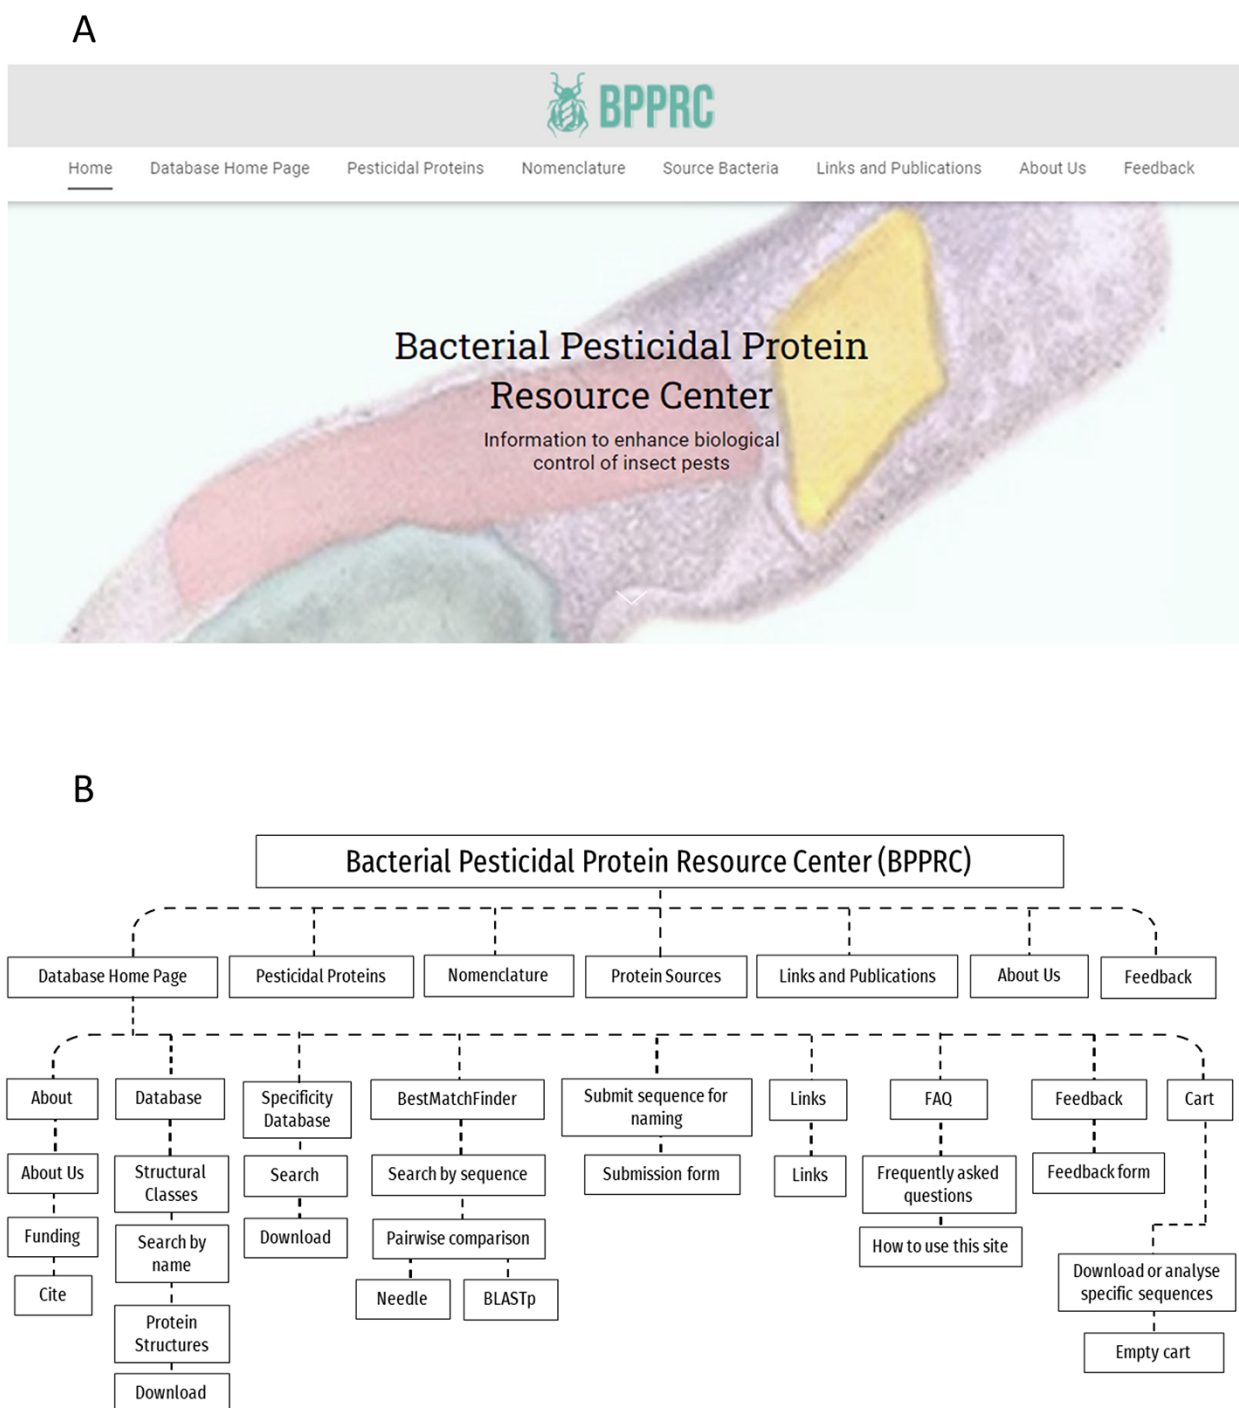 A
BPPRC
Home Database Home Page Pesticidal Proteins Nomenclature Source Bacteria Links and Publications About Us Feedback
Bacterial Pesticidal Protein
Resource Center
Information to enhance biological
control of insect pests
B
Bacterial Pesticidal Protein Resource Center (BPPRC)
Database Home Page
Pesticidal Proteins
Nomenclature
Protein Sources
Links and Publications
About Us
Feedback
About
About Us
Funding
Cite
Database
Structural
Classes
Search by
name
Protein
Structures
Download
Specificity
Database
Search
Download
BestMatchFinder
Search by sequence
Pairwise comparison
Needle
BLASTp
Submit sequence for
naming
Submission form
Links
Links
FAQ
Frequently asked
questions
How to use this site
Feedback
Feedback form
Cart
Download or analyse
specific sequences
Empty cart